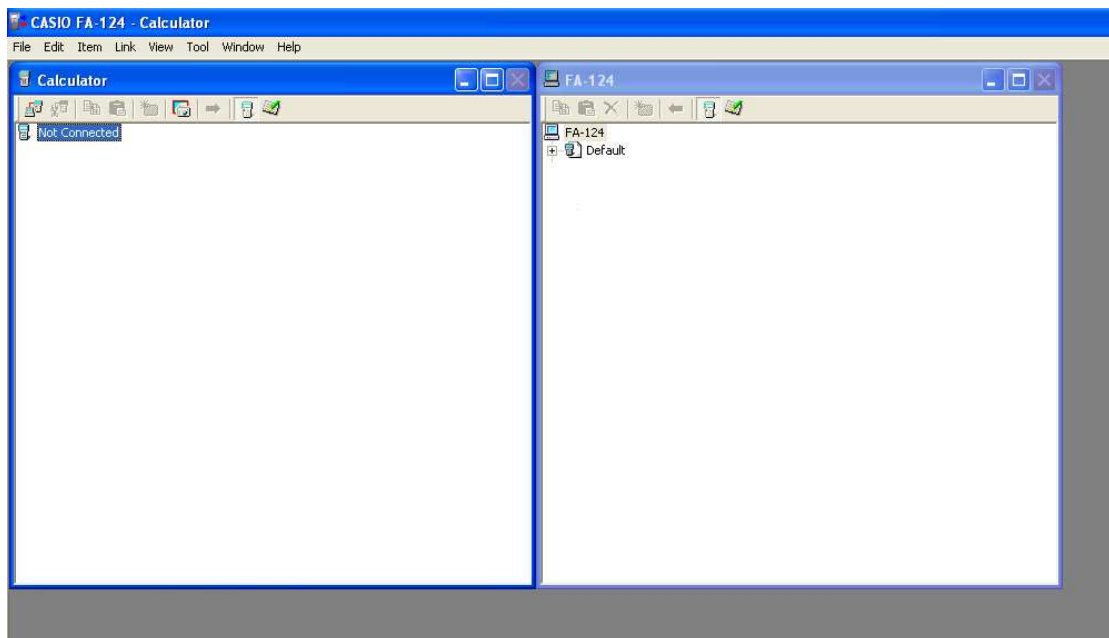 CASIO FA-124 - Calculator
File Edit Item Link View Tool Window Help
Calculator
Not Connected
FA-124
FA-124
Default